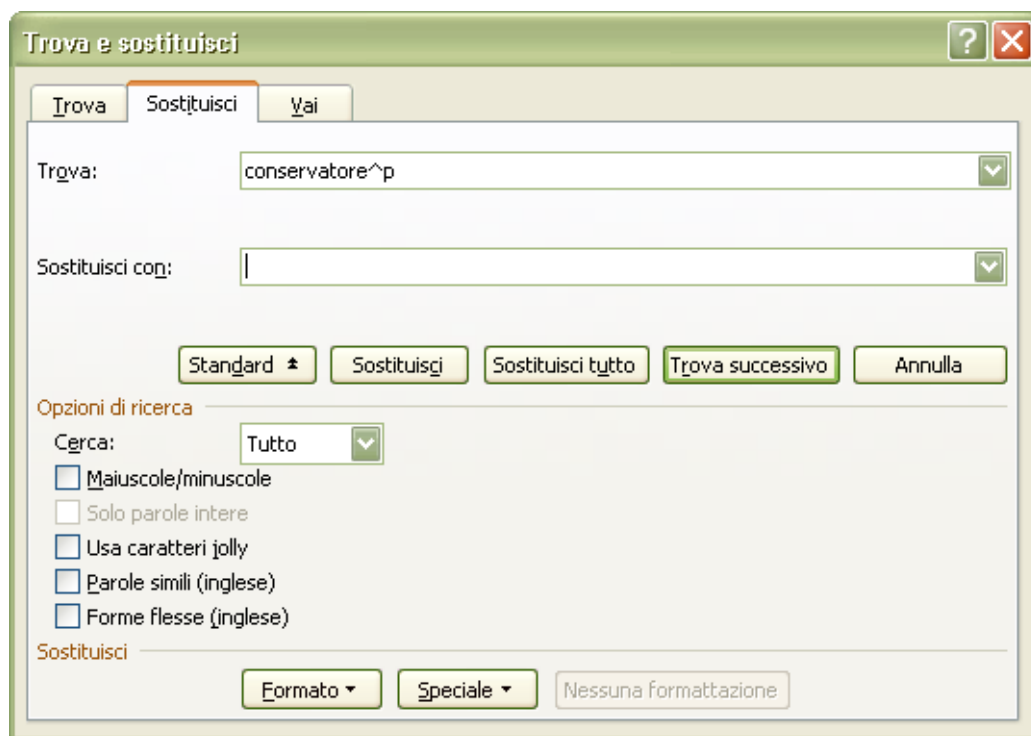 Trova e sostituisci
Trova Sostituisci Vai
Trova: conservatore^p
Sostituisci con:
Standard Sostituisci Sostituisci tutto Trova successivo Annulla
Opzioni di ricerca
Cerca: Tutto
Maiuscole/minuscole
Solo parole intere
Usa caratteri jolly
Parole simili (inglese)
Forme flesse (inglese)
Sostituisci
Formato Speciale Nessuna formattazione